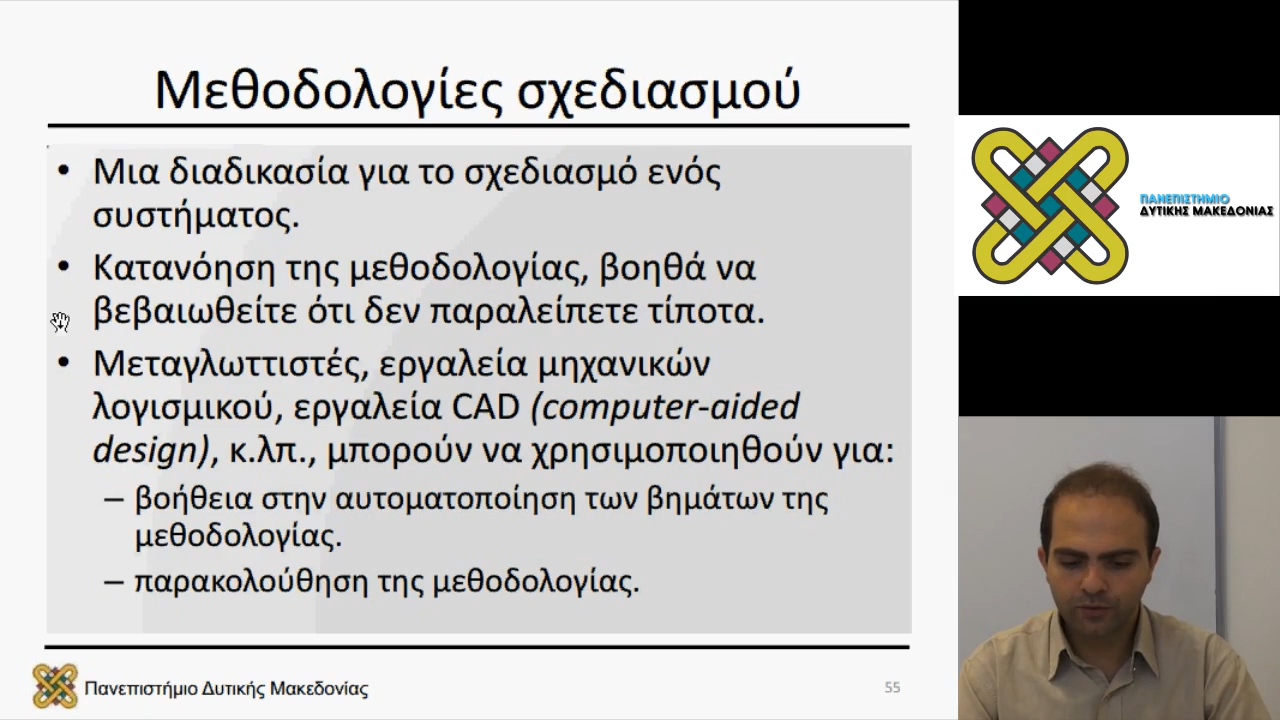 Μεθοδολογίες σχεδιασμού
• Μια διαδικασία για το σχεδιασμό ενός
συστήματος.
• Κατανόηση της μεθοδολογίας, βοηθά να
βεβαιωθείτε ότι δεν παραλείπετε τίποτα.
• Μεταγλωττιστές, εργαλεία μηχανικών
λογισμικού, εργαλεία CAD (computer-aided
design), κ.λπ., μπορούν να χρησιμοποιηθούν για:
– βοήθεια στην αυτοματοποίηση των βημάτων της
μεθοδολογίας.
– παρακολούθηση της μεθοδολογίας.
Πανεπιστήμιο Δυτικής Μακεδονίας
55
ΠΑΝΕΠΙΣΤΗΜΙΟ
ΔΥΤΙΚΗΣ ΜΑΚΕΔΟΝΙΑΣ